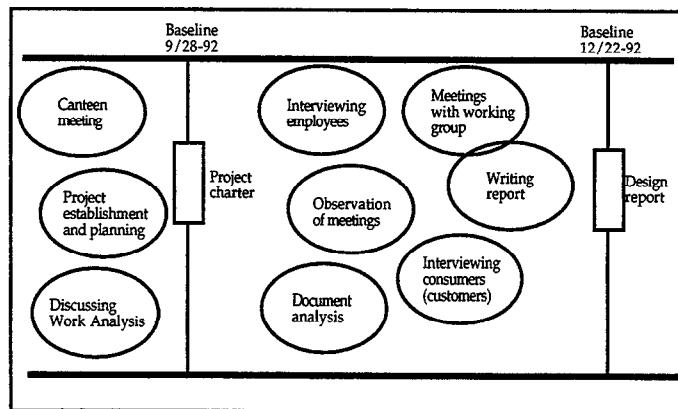 Baseline
9/28-92
Baseline
12/22-92
Canteen
meeting
Interviewing
employees
Meetings
with working
group
Project
charter
Writing
report
Design
report
Project
establishment
and planning
Observation
of meetings
Interviewing
consumers
(customers)
Discussing
Work Analysis
Document
analysis